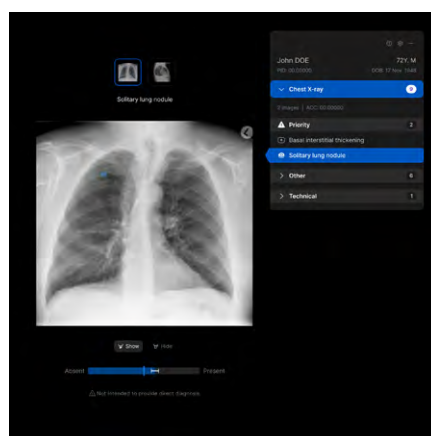 John DOE
72Y, M
Chest X-ray
Solitary lung nodule
Priority
2
Basal interstitial thickening
Solitary lung nodule
Other
6
Technical
1
Show
Hide
Absent
Present
Not intended to provide direct diagnosis